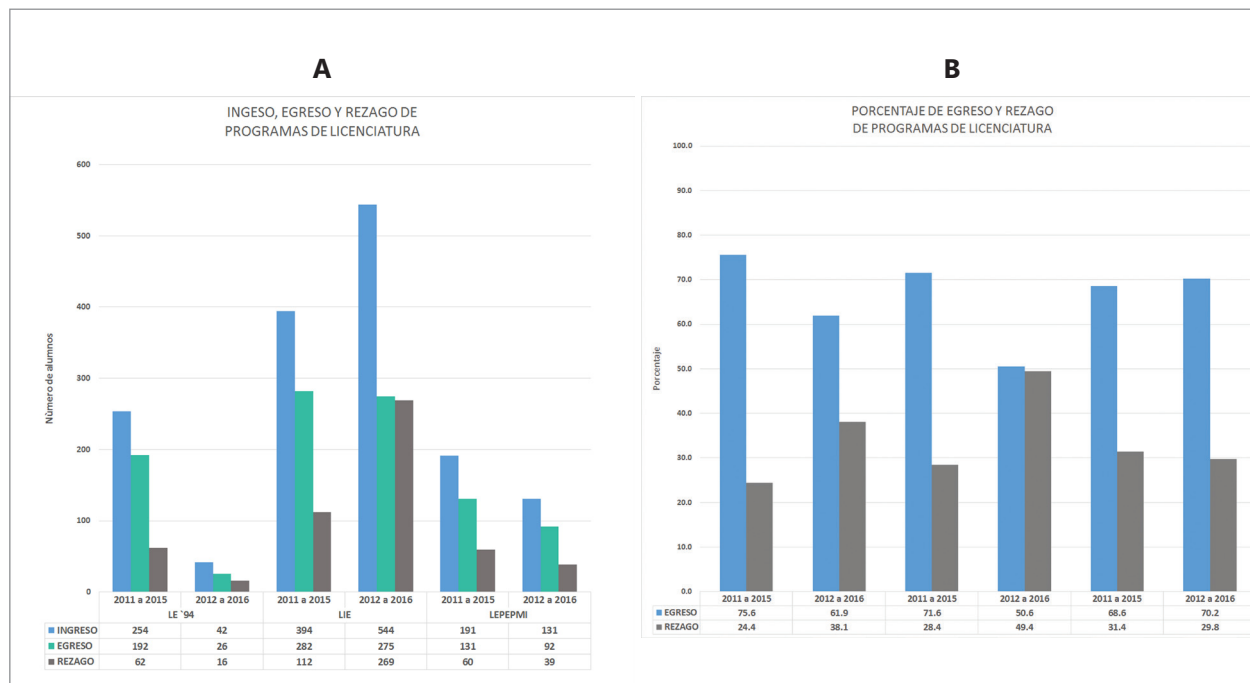 A
INGESO, EGRESO Y REZAGO DE
PROGRAMAS DE LICENCIATURA
600
500
400
300
200
100
0
Nùmero de alumnos
2011 a 2015 2012 a 2016 2011 a 2015 2012 a 2016 2011 a 2015 2012 a 2016
LE `94 LIE LEPEPMI
INGRESO 254 42 394 544 191 131
EGRESO 192 26 282 275 131 92
REZAGO 62 16 112 269 60 39
B
PORCENTAJE DE EGRESO Y REZAGO
DE PROGRAMAS DE LICENCIATURA
100.0
90.0
80.0
70.0
60.0
50.0
40.0
30.0
20.0
10.0
0.0
Porcentaje
2011 a 2015 2012 a 2016 2011 a 2015 2012 a 2016 2011 a 2015 2012 a 2016
EGRESO 75.6 61.9 71.6 50.6 68.6 70.2
REZAGO 24.4 38.1 28.4 49.4 31.4 29.8